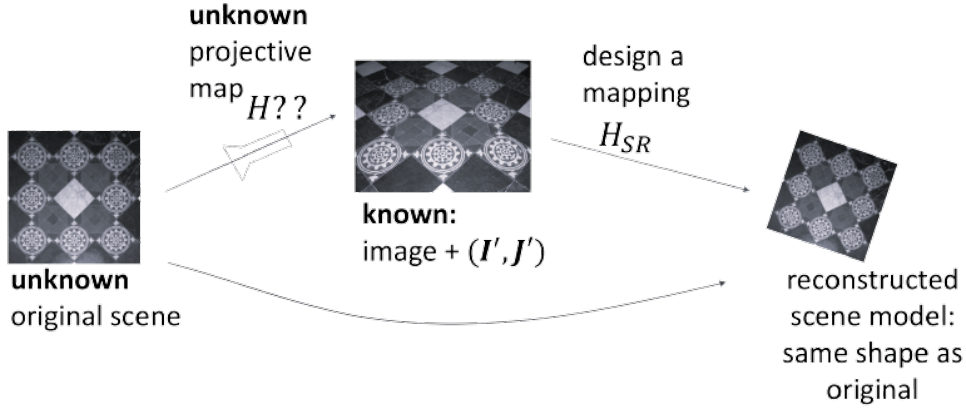 unknown
projective
map
H??
design a
mapping
H_SR
known:
image + (I′, J′)
unknown
original scene
reconstructed
scene model:
same shape as
original